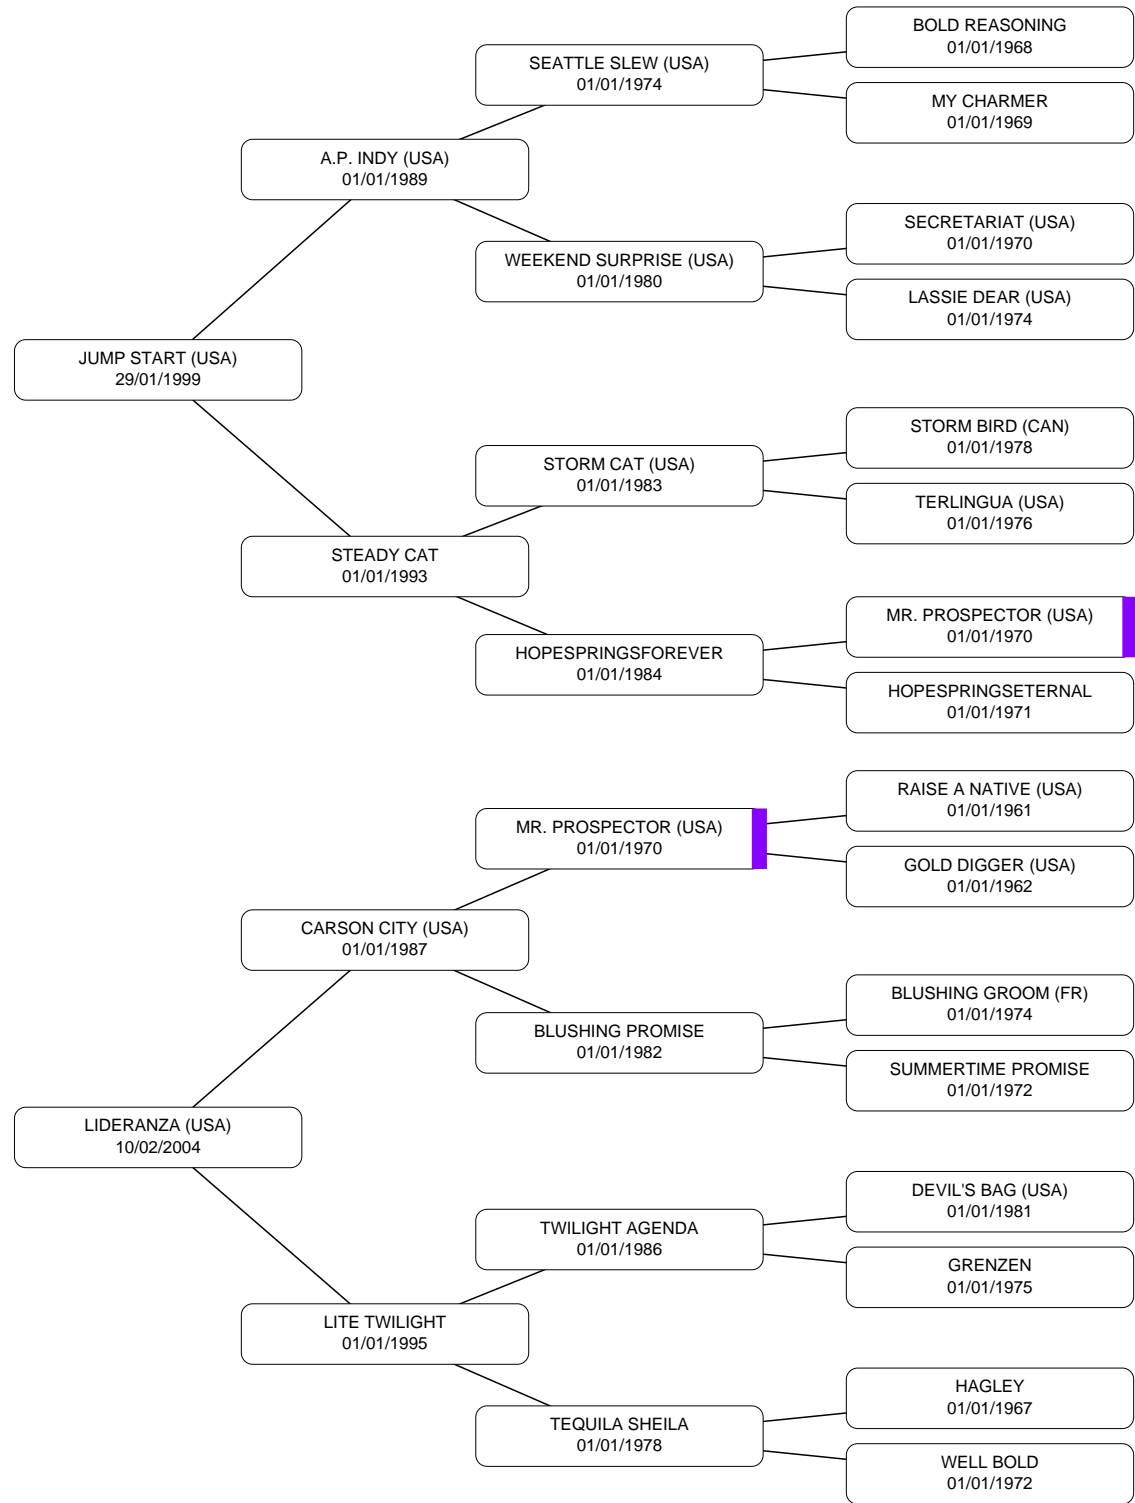 BOLD REASONING
01/01/1968
SEATTLE SLEW (USA)
01/01/1974
MY CHARMER
01/01/1969
A.P. INDY (USA)
01/01/1989
SECRETARIAT (USA)
01/01/1970
WEEKEND SURPRISE (USA)
01/01/1980
LASSIE DEAR (USA)
01/01/1974
JUMP START (USA)
29/01/1999
STORM BIRD (CAN)
01/01/1978
STORM CAT (USA)
01/01/1983
TERLINGUA (USA)
01/01/1976
STEADY CAT
01/01/1993
MR. PROSPECTOR (USA)
01/01/1970
HOPESPRINGSFOREVER
01/01/1984
HOPESPRINGSETERNAL
01/01/1971
RAISE A NATIVE (USA)
01/01/1961
MR. PROSPECTOR (USA)
01/01/1970
GOLD DIGGER (USA)
01/01/1962
CARSON CITY (USA)
01/01/1987
BLUSHING GROOM (FR)
01/01/1974
BLUSHING PROMISE
01/01/1982
SUMMERTIME PROMISE
01/01/1972
LIDERANZA (USA)
10/02/2004
DEVIL'S BAG (USA)
01/01/1981
TWILIGHT AGENDA
01/01/1986
GRENZEN
01/01/1975
LITE TWILIGHT
01/01/1995
HAGLEY
01/01/1967
TEQUILA SHEILA
01/01/1978
WELL BOLD
01/01/1972